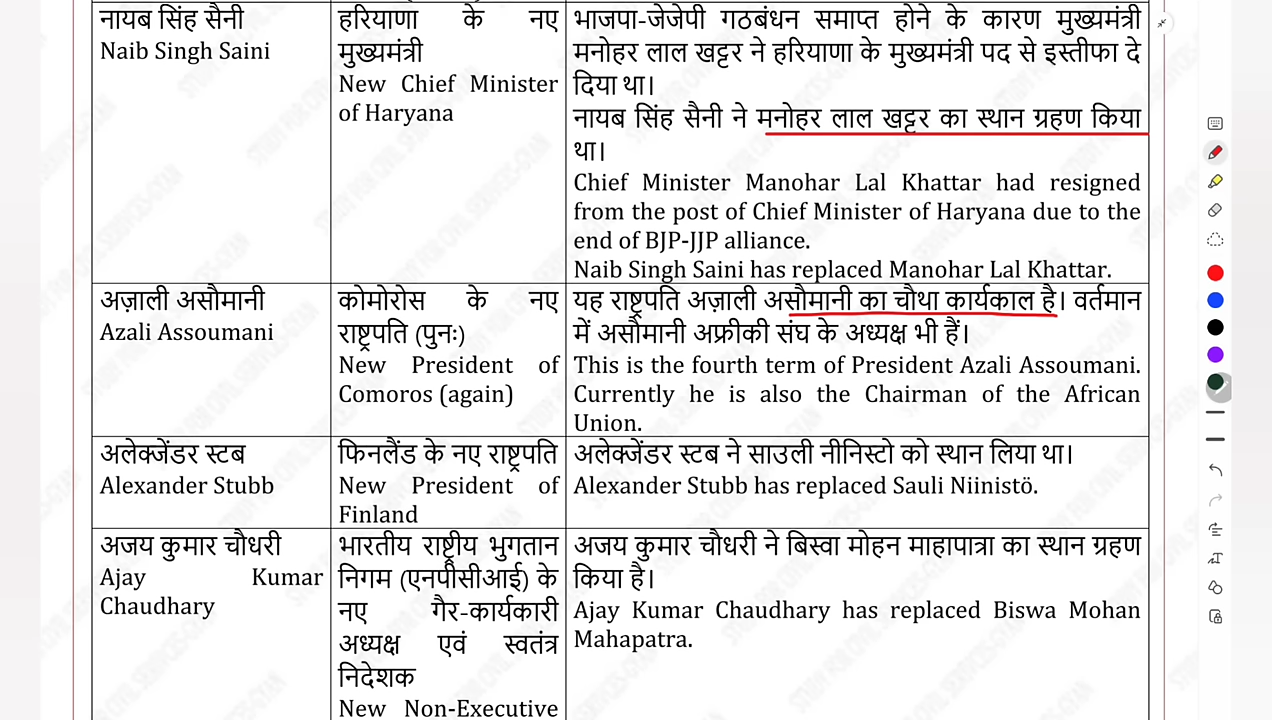 नायब सिंह सैनी
Naib Singh Saini
हरियाणा के नए
मुख्यमंत्री
New Chief Minister
of Haryana
भाजपा-जेजेपी गठबंधन समाप्त होने के कारण मुख्यमंत्री
मनोहर लाल खट्टर ने हरियाणा के मुख्यमंत्री पद से इस्तीफा दे
दिया था।
नायब सिंह सैनी ने मनोहर लाल खट्टर का स्थान ग्रहण किया
था।
Chief Minister Manohar Lal Khattar had resigned
from the post of Chief Minister of Haryana due to the
end of BJP-JJP alliance.
Naib Singh Saini has replaced Manohar Lal Khattar.
अज़ाली असौमानी
Azali Assoumani
कोमोरोस के नए
राष्ट्रपति (पुनः)
New President of
Comoros (again)
यह राष्ट्रपति अज़ाली असौमानी का चौथा कार्यकाल है। वर्तमान
में असौमानी अफ्रीकी संघ के अध्यक्ष भी हैं।
This is the fourth term of President Azali Assoumani.
Currently he is also the Chairman of the African
Union.
अलेक्जेंडर स्टब
Alexander Stubb
फिनलैंड के नए राष्ट्रपति
New President of
Finland
अलेक्जेंडर स्टब ने साउली नीनिस्टो को स्थान लिया था।
Alexander Stubb has replaced Sauli Niinistö.
अजय कुमार चौधरी
Ajay Kumar
Chaudhary
भारतीय राष्ट्रीय भुगतान
निगम (एनपीसीआई) के
नए गैर-कार्यकारी
अध्यक्ष एवं स्वतंत्र
निदेशक
New Non-Executive
अजय कुमार चौधरी ने बिस्वा मोहन माहापात्रा का स्थान ग्रहण
किया है।
Ajay Kumar Chaudhary has replaced Biswa Mohan
Mahapatra.